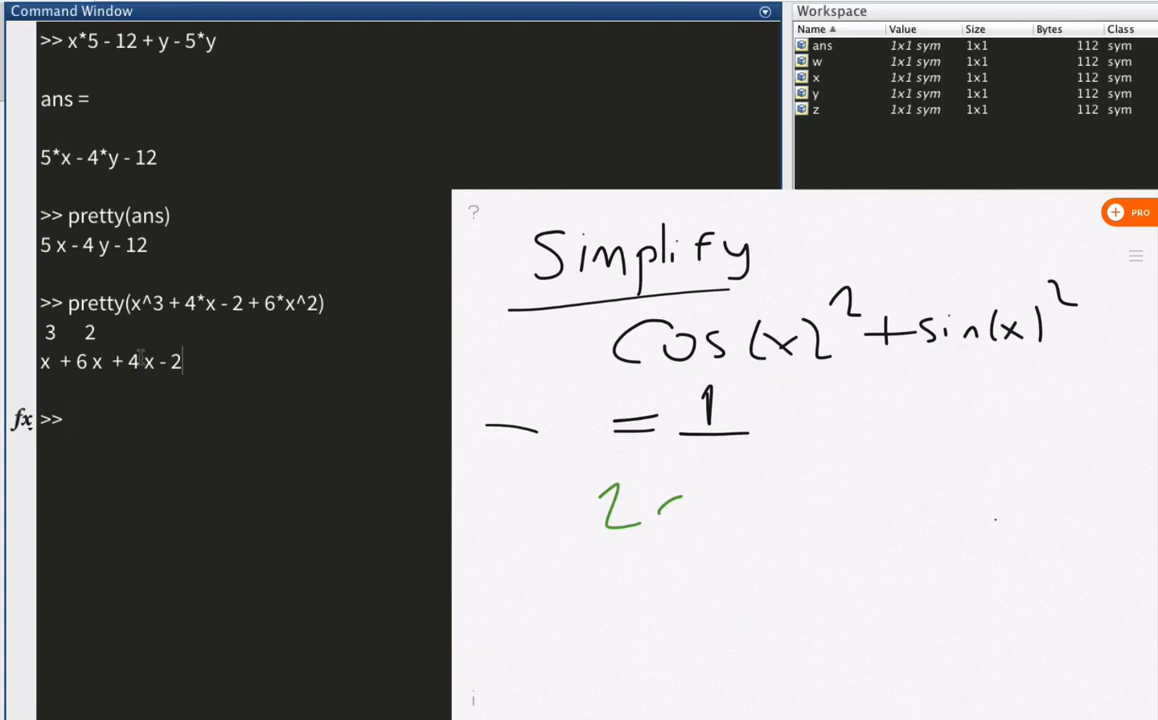 Command Window
>> x*5 - 12 + y - 5*y
ans =
5*x - 4*y - 12
>> pretty(ans)
5 x - 4 y - 12
>> pretty(x^3 + 4*x - 2 + 6*x^2)
3 2
x + 6 x + 4 x - 2
fx >>
Workspace
Name Value Size Bytes Class
ans 1x1 sym 1x1 112 sym
w 1x1 sym 1x1 112 sym
x 1x1 sym 1x1 112 sym
y 1x1 sym 1x1 112 sym
z 1x1 sym 1x1 112 sym
? + PRO
Simplify
Cos(x)² + sin(x)²
— = 1
2
i